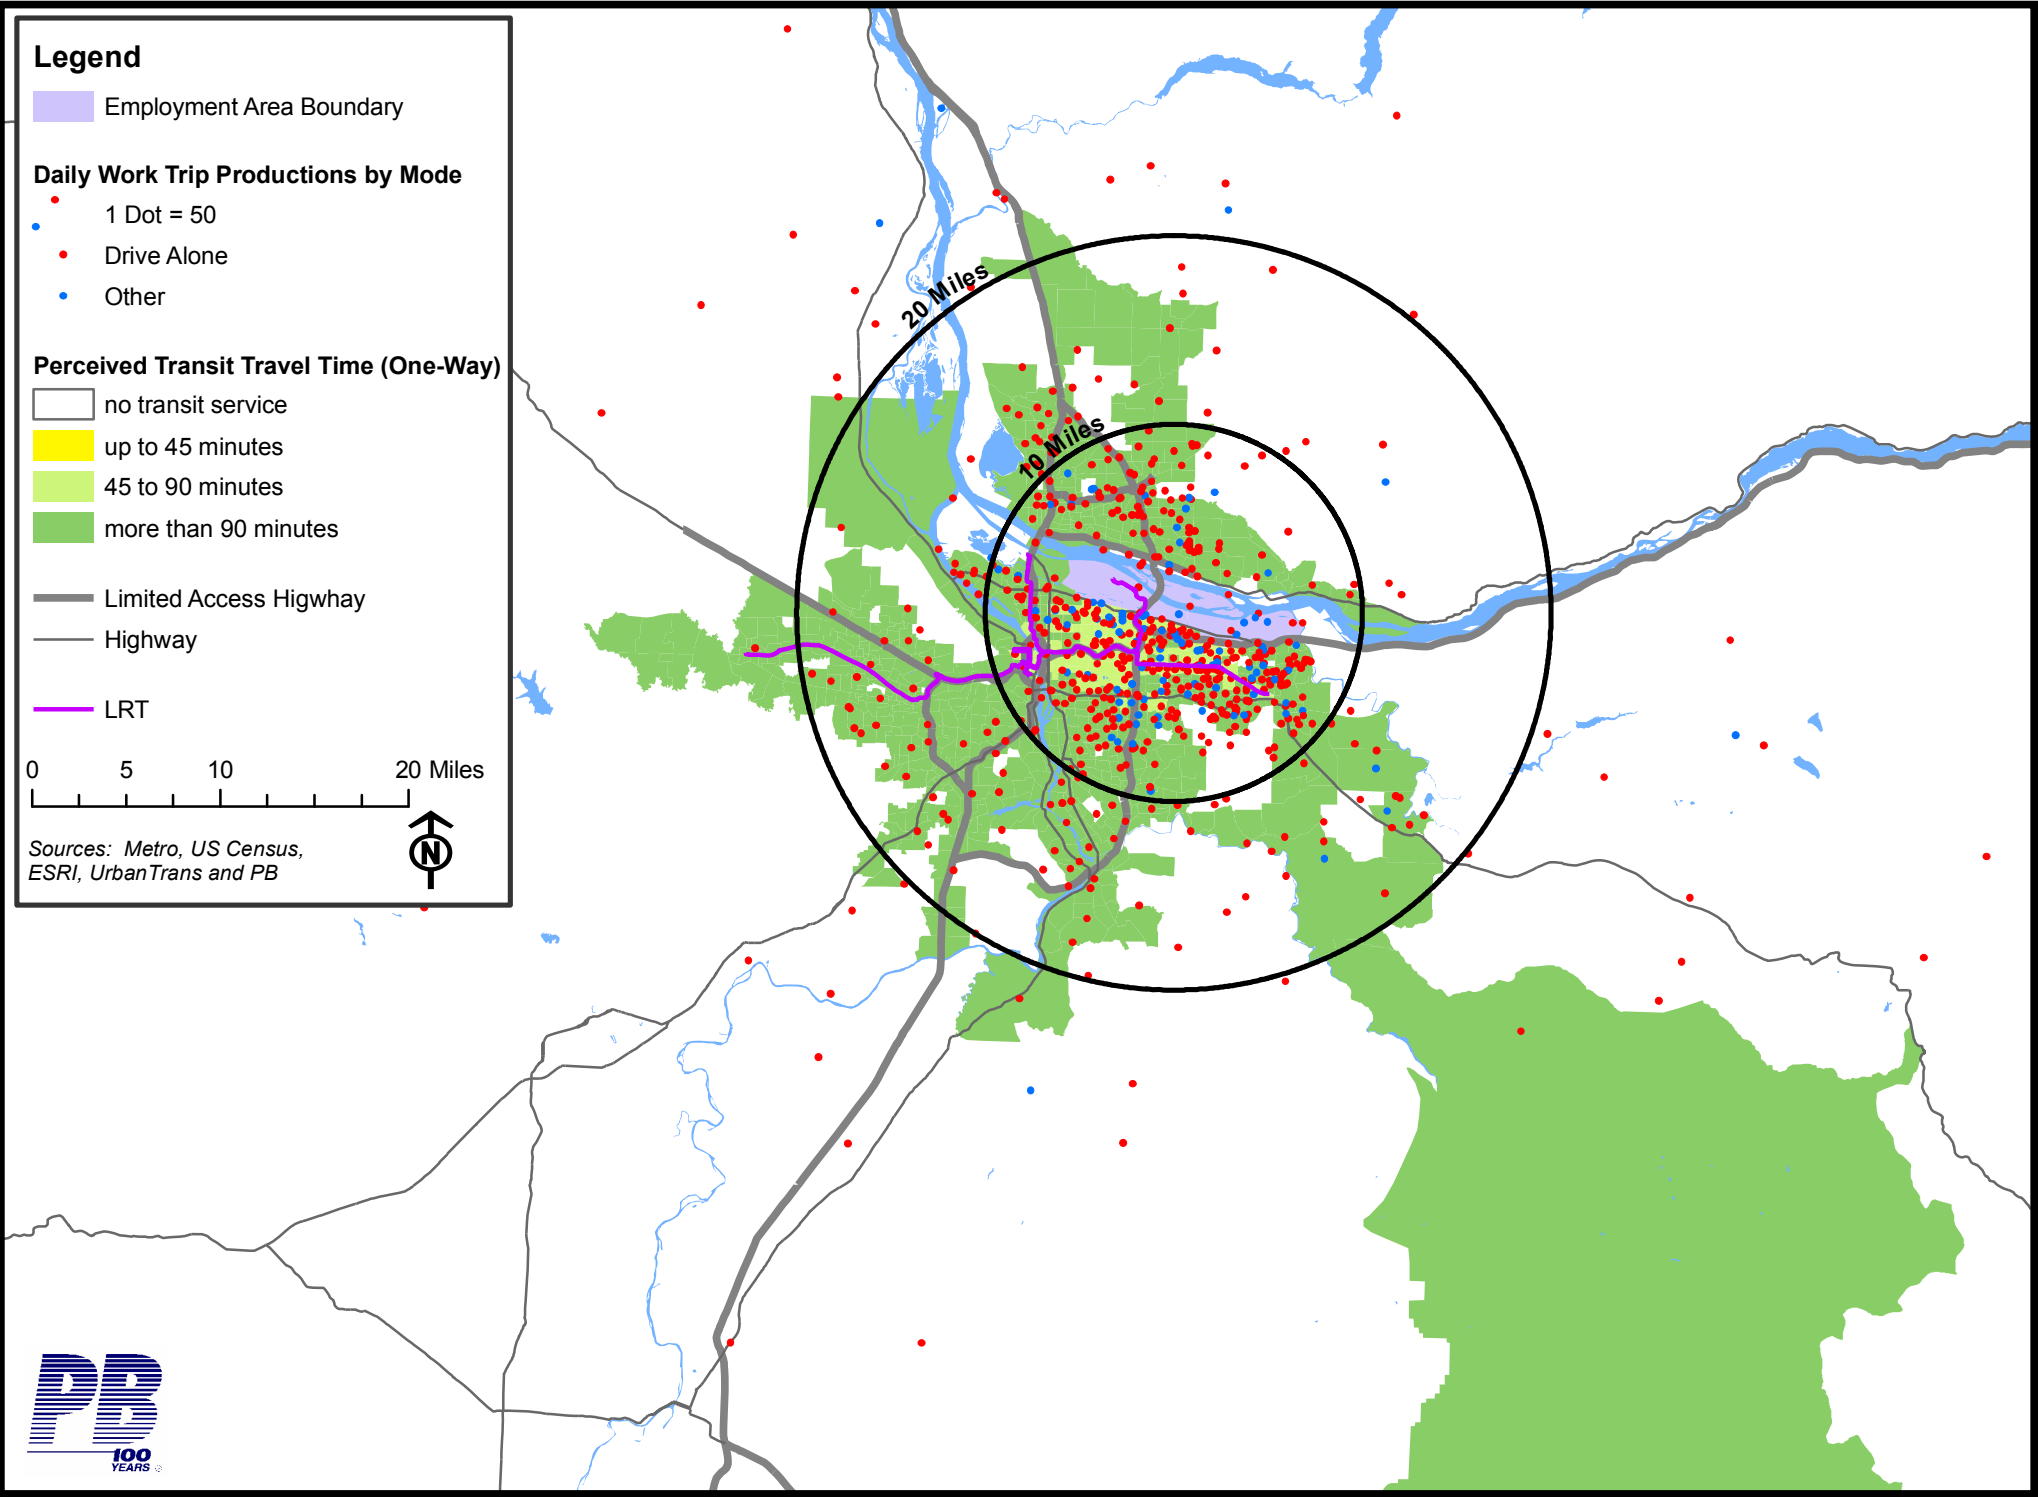 Legend
Employment Area Boundary
Daily Work Trip Productions by Mode
1 Dot = 50
Drive Alone
Other
Perceived Transit Travel Time (One-Way)
no transit service
up to 45 minutes
45 to 90 minutes
more than 90 minutes
Limited Access Higwhay
Highway
LRT
0 5 10 20 Miles
Sources: Metro, US Census,
ESRI, UrbanTrans and PB
N
20 Miles
10 Miles
PB
100
YEARS